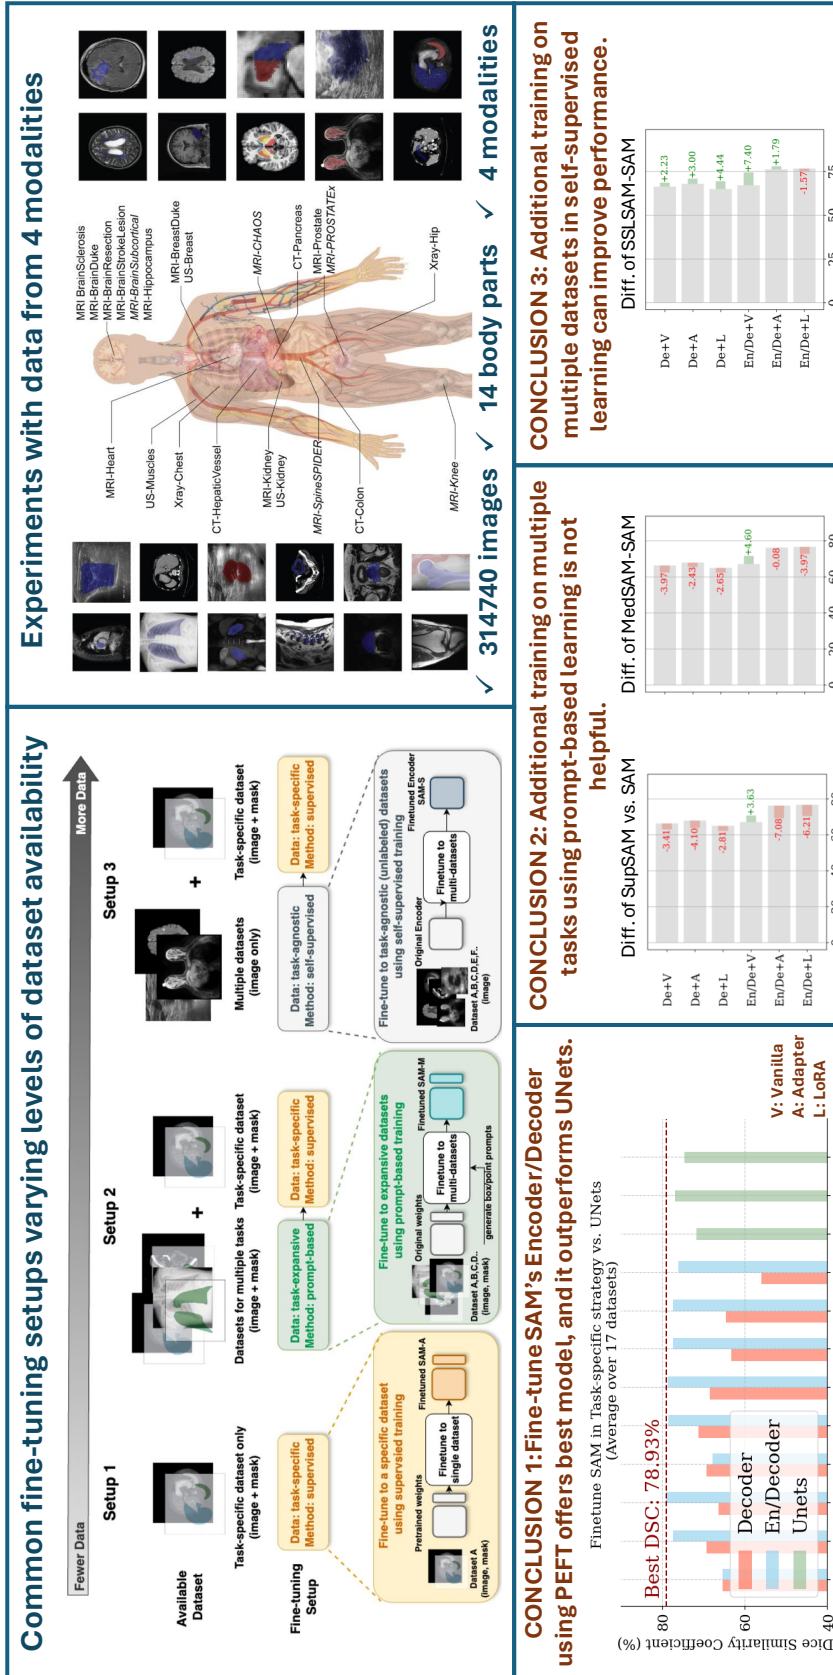 Common fine-tuning setups varying levels of dataset availability
Fewer Data
More Data
Setup 1
Setup 2
Setup 3
Available
Dataset
Task-specific dataset only
(image + mask)
Datasets for multiple tasks
(image + mask)
+
Task-specific dataset
(image + mask)
Multiple datasets
(image only)
+
Task-specific dataset
(image + mask)
Fine-tuning
Setup
Data: task-specific
Method: supervised
Data: task-expansive
Method: prompt-based
Data: task-specific
Method: supervised
Data: task-agnostic
Method: self-supervised
Data: task-specific
Method: supervised
Fine-tune to a specific dataset
using supervsied training
Pretrained weights
Finetuned SAM-A
Dataset A
(image, mask)
Finetune to
single dataset
Fine-tune to expansive datasets
using prompt-based training
Original weights
Finetuned SAM-M
Dataset A,B,C,D..
(image, mask)
Finetune to
multi-datasets
generate box/point prompts
Fine-tune to task-agnostic (unlabeled) datasets
using self-supervised training
Original Encoder
Finetuned Encoder
SAM-S
Dataset A,B,C,D,E,F..
(image)
Finetune to
multi-datasets
Experiments with data from 4 modalities
MRI-Heart
US-Muscles
Xray-Chest
CT-HepaticVessel
MRI-Kidney
US-Kidney
MRI-SpineSPIDER
CT-Colon
MRI-Knee
MRI BrainSclerosis
MRI-BrainDuke
MRI-BrainResection
MRI-BrainStrokeLesion
MRI-BrainSubcortical
MRI-Hippocampus
MRI-BreastDuke
US-Breast
MRI-CHAOS
CT-Pancreas
MRI-Prostate
MRI-PROSTATEx
Xray-Hip
✓ 314740 images ✓ 14 body parts ✓ 4 modalities
CONCLUSION 1: Fine-tune SAM's Encoder/Decoder
using PEFT offers best model, and it outperforms UNets.
Finetune SAM in Task-specific strategy vs. UNets
(Average over 17 datasets)
Best DSC: 78.93%
Decoder
En/Decoder
Unets
V: Vanilla
A: Adapter
L: LoRA
Dice Similarity Coefficient (%)
80
60
40
CONCLUSION 2: Additional training on multiple
tasks using prompt-based learning is not
helpful.
Diff. of SupSAM vs. SAM
De+V
De+A
De+L
En/De+V
En/De+A
En/De+L
-3.41
-4.10
-2.81
+3.63
-7.08
-6.21
Diff. of MedSAM-SAM
-3.97
-2.43
-2.65
+4.60
-0.08
-3.97
0
20
40
60
80
CONCLUSION 3: Additional training on
multiple datasets in self-supervised
learning can improve performance.
Diff. of SSLSAM-SAM
De+V
De+A
De+L
En/De+V
En/De+A
En/De+L
+2.23
+3.00
+4.44
+7.40
+1.79
-1.57
0
25
50
75